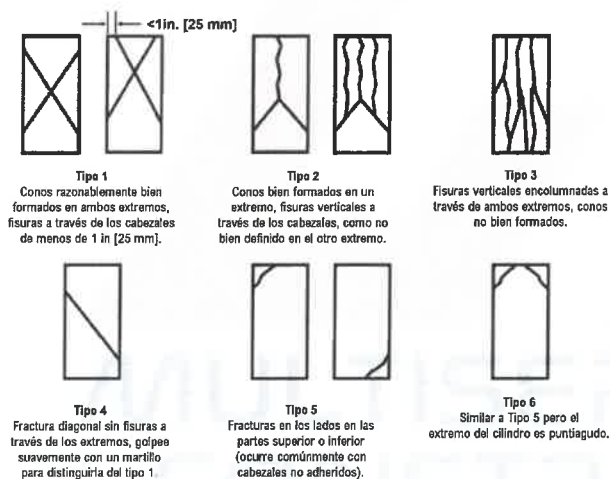 <1in. [25 mm]
Tipo 1
Conos razonablemente bien
formados en ambos extremos,
fisuras a través de los cabezales
de menos de 1 in [25 mm].
Tipo 2
Conos bien formados en un
extremo, fisuras verticales a
través de los cabezales, como no
bien definido en el otro extremo.
Tipo 3
Fisuras verticales encolumnadas a
través de ambos extremos, conos
no bien formados.
Tipo 4
Fractura diagonal sin fisuras a
través de los extremos, golpee
suavemente con un martillo
para distinguirla del tipo 1.
Tipo 5
Fracturas en los lados en las
partes superior o inferior
(ocurre comúnmente con
cabezales no adheridos).
Tipo 6
Similar a Tipo 5 pero el
extremo del cilindro es puntiagudo.